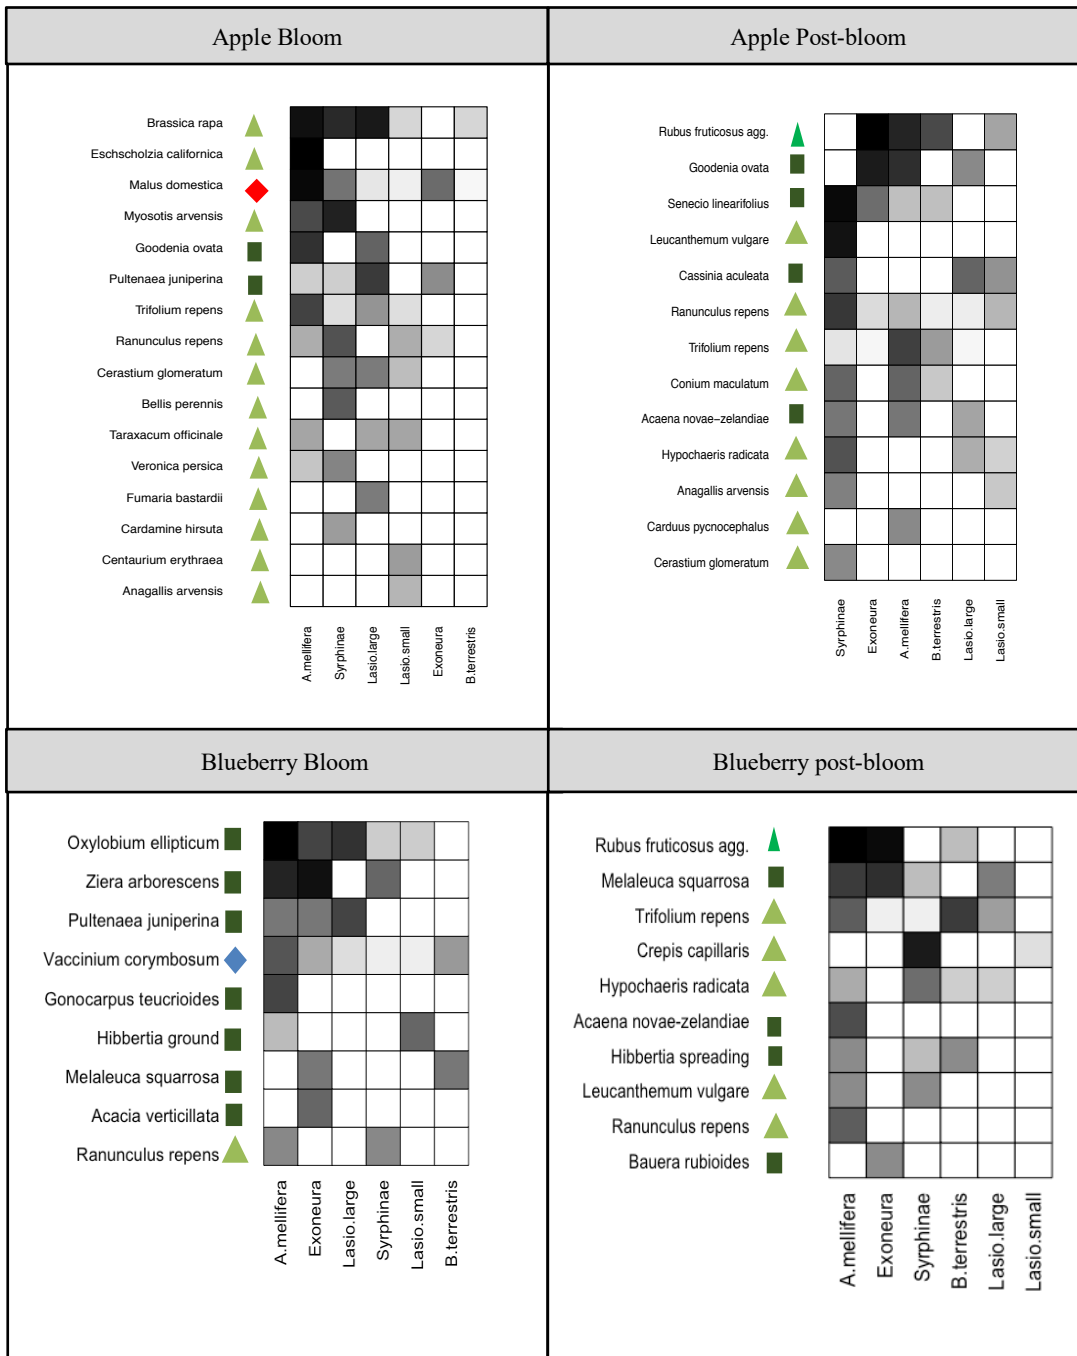 Apple Bloom
Apple Post-bloom
Brassica rapa
Eschscholzia californica
Malus domestica
Myosotis arvensis
Goodenia ovata
Pultenaea juniperina
Trifolium repens
Ranunculus repens
Cerastium glomeratum
Bellis perennis
Taraxacum officinale
Veronica persica
Fumaria bastardii
Cardamine hirsuta
Centaurium erythraea
Anagallis arvensis
A.mellifera
Syrphinae
Lasio.large
Lasio.small
Exoneura
B.terrestris
Rubus fruticosus agg.
Goodenia ovata
Senecio linearifolius
Leucanthemum vulgare
Cassinia aculeata
Ranunculus repens
Trifolium repens
Conium maculatum
Acaena novae−zelandiae
Hypochaeris radicata
Anagallis arvensis
Carduus pycnocephalus
Cerastium glomeratum
Syrphinae
Exoneura
A.mellifera
B.terrestris
Lasio.large
Lasio.small
Blueberry Bloom
Blueberry post-bloom
Oxylobium ellipticum
Ziera arborescens
Pultenaea juniperina
Vaccinium corymbosum
Gonocarpus teucrioides
Hibbertia ground
Melaleuca squarrosa
Acacia verticillata
Ranunculus repens
A.mellifera
Exoneura
Lasio.large
Syrphinae
Lasio.small
B.terrestris
Rubus fruticosus agg.
Melaleuca squarrosa
Trifolium repens
Crepis capillaris
Hypochaeris radicata
Acaena novae-zelandiae
Hibbertia spreading
Leucanthemum vulgare
Ranunculus repens
Bauera rubioides
A.mellifera
Exoneura
Syrphinae
B.terrestris
Lasio.large
Lasio.small